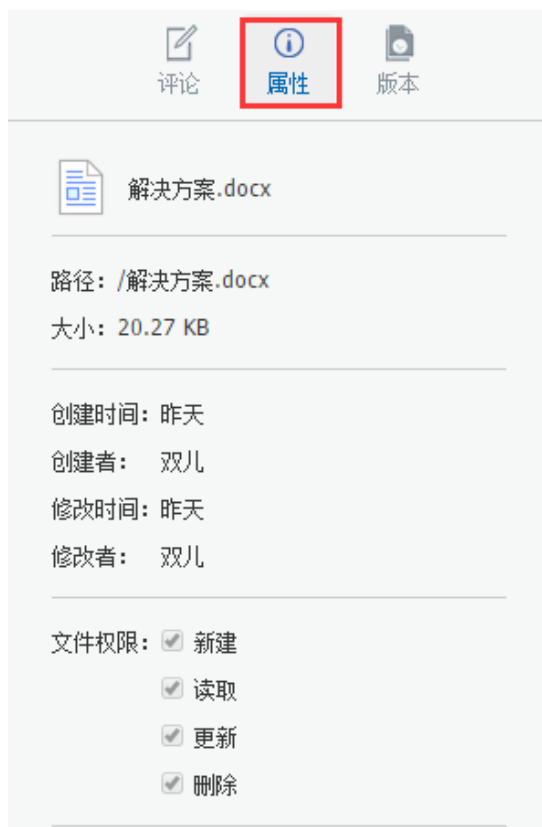 评论 属性 版本
解决方案.docx
路径：/解决方案.docx
大小：20.27 KB
创建时间：昨天
创建者： 双儿
修改时间：昨天
修改者： 双儿
文件权限： 新建
读取
更新
删除